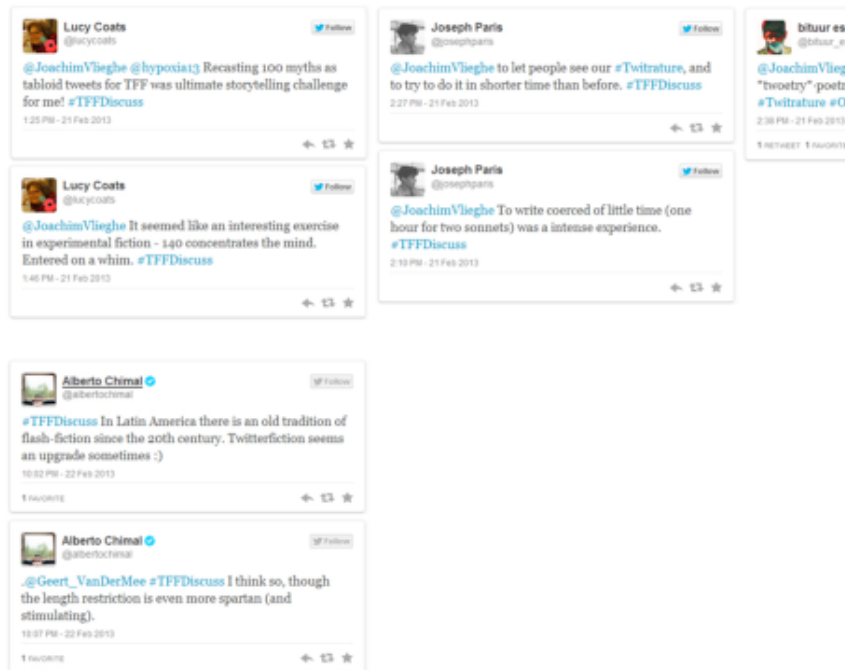 Lucy Coats
@lucycoats
Follow
@JoachimVlieghe @hypoxia13 Recasting 100 myths as
tabloid tweets for TFF was ultimate storytelling challenge
for me! #TFFDiscuss
1:25 PM - 21 Feb 2013
Lucy Coats
@lucycoats
Follow
@JoachimVlieghe It seemed like an interesting exercise
in experimental fiction - 140 concentrates the mind.
Entered on a whim. #TFFDiscuss
1:46 PM - 21 Feb 2013
Joseph Paris
@josephparis
Follow
@JoachimVlieghe to let people see our #Twitrature, and
to try to do it in shorter time than before. #TFFDiscuss
2:27 PM - 21 Feb 2013
Joseph Paris
@josephparis
Follow
@JoachimVlieghe To write coerced of little time (one
hour for two sonnets) was a intense experience.
#TFFDiscuss
2:10 PM - 21 Feb 2013
bituur es
@bituur_e
@JoachimVlieg
"twoetry"-poetr
#Twitrature #O
2:38 PM - 21 Feb 2013
1 RETWEET 1 FAVORITE
Alberto Chimal
@albertochimal
Follow
#TFFDiscuss In Latin America there is an old tradition of
flash-fiction since the 20th century. Twitterfiction seems
an upgrade sometimes :)
10:02 PM - 22 Feb 2013
1 FAVORITE
Alberto Chimal
@albertochimal
Follow
.@Geert_VanDerMee #TFFDiscuss I think so, though
the length restriction is even more spartan (and
stimulating).
10:07 PM - 22 Feb 2013
1 FAVORITE